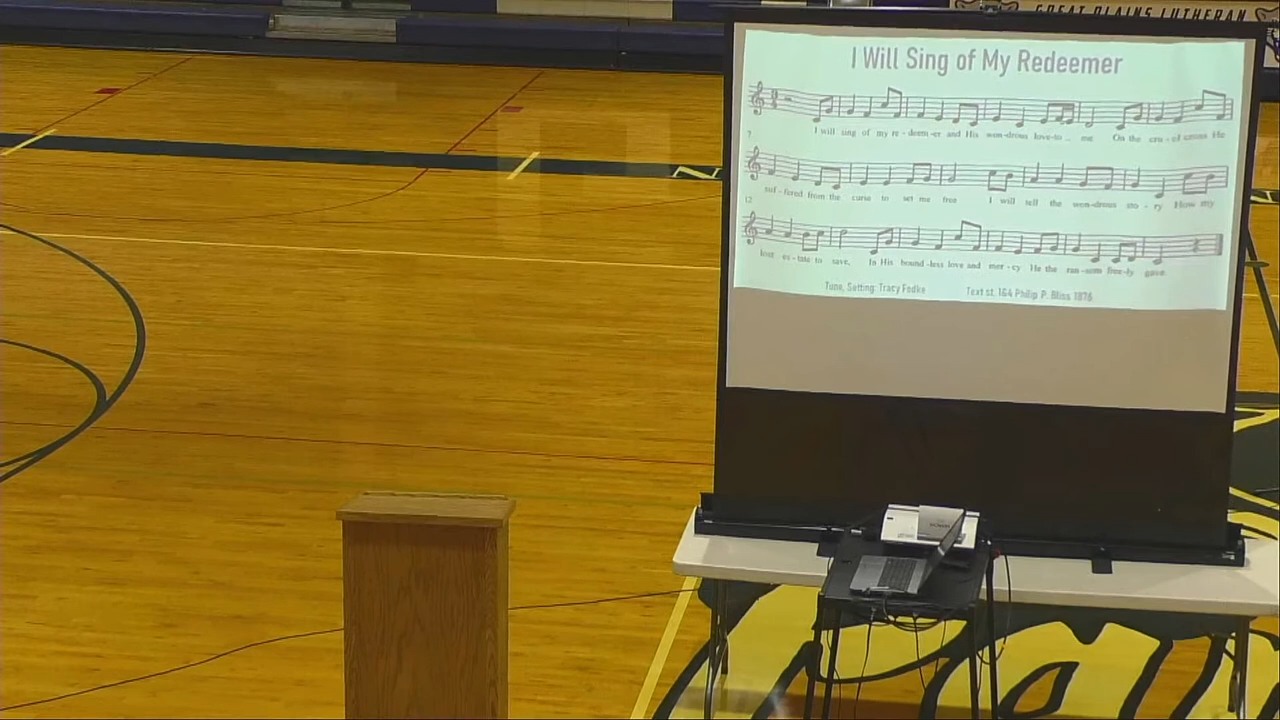 GREAT PLAINS LUTHERAN
I Will Sing of My Redeemer
I will sing of my re - deem - er and His won - drous love to _ me On the cru - el cross He
7
suf - fered from the curse to set me free I will tell the won - drous sto - ry How my
12
lost es - tate to save, In His bound - less love and mer - cy He the ran - som free - ly gave.
Tune, Setting: Tracy Fedke Text st. 1&4 Philip P. Bliss 1876